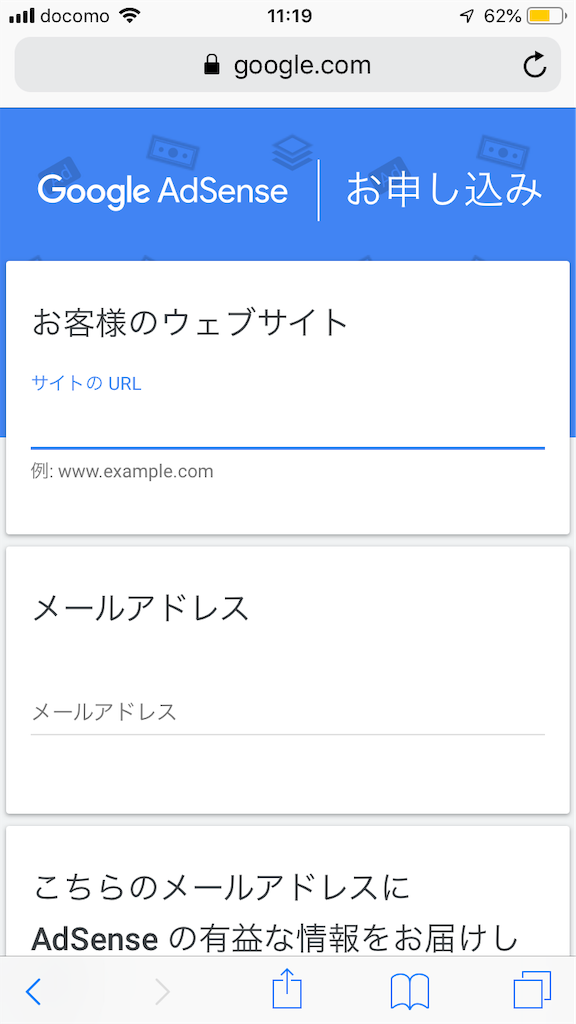 docomo 11:19 62%
google.com
Google AdSense お申し込み
お客様のウェブサイト
サイトの URL
例: www.example.com
メールアドレス
メールアドレス
こちらのメールアドレスに
AdSense の有益な情報をお届けし